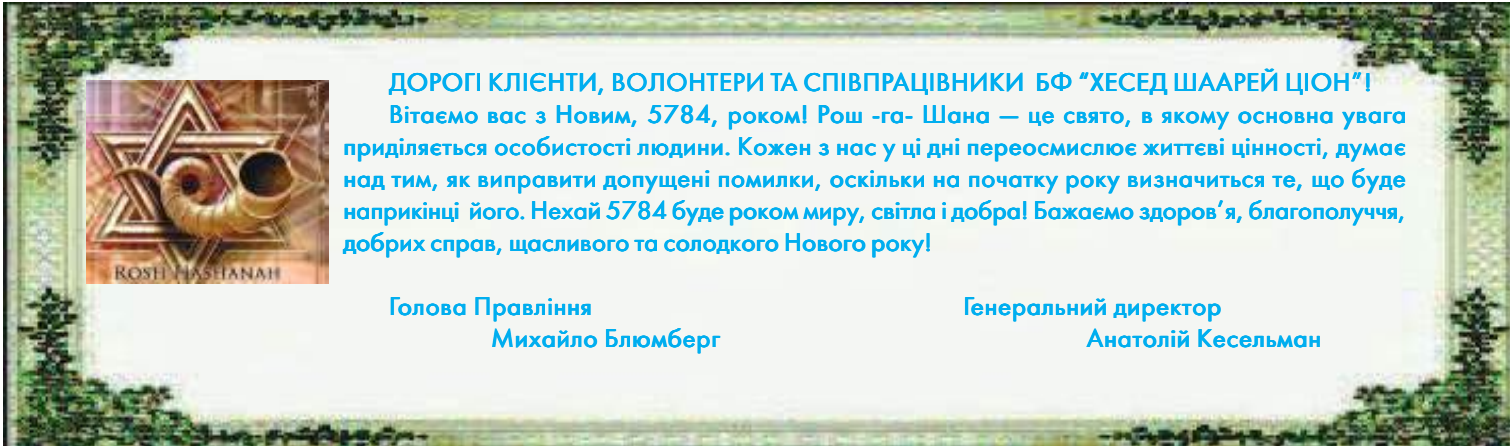 ДОРОГІ КЛІЄНТИ, ВОЛОНТЕРИ ТА СПІВПРАЦІВНИКИ БФ “ХЕСЕД ШААРЕЙ ЦІОН”!
Вітаємо вас з Новим, 5784, роком! Рош -га- Шана — це свято, в якому основна увага
приділяється особистості людини. Кожен з нас у ці дні переосмислює життєві цінності, думає
над тим, як виправити допущені помилки, оскільки на початку року визначиться те, що буде
наприкінці його. Нехай 5784 буде роком миру, світла і добра! Бажаємо здоров’я, благополуччя,
добрих справ, щасливого та солодкого Нового року!
ROSH HASHANAH
Голова Правління
Михайло Блюмберг
Генеральний директор
Анатолій Кесельман